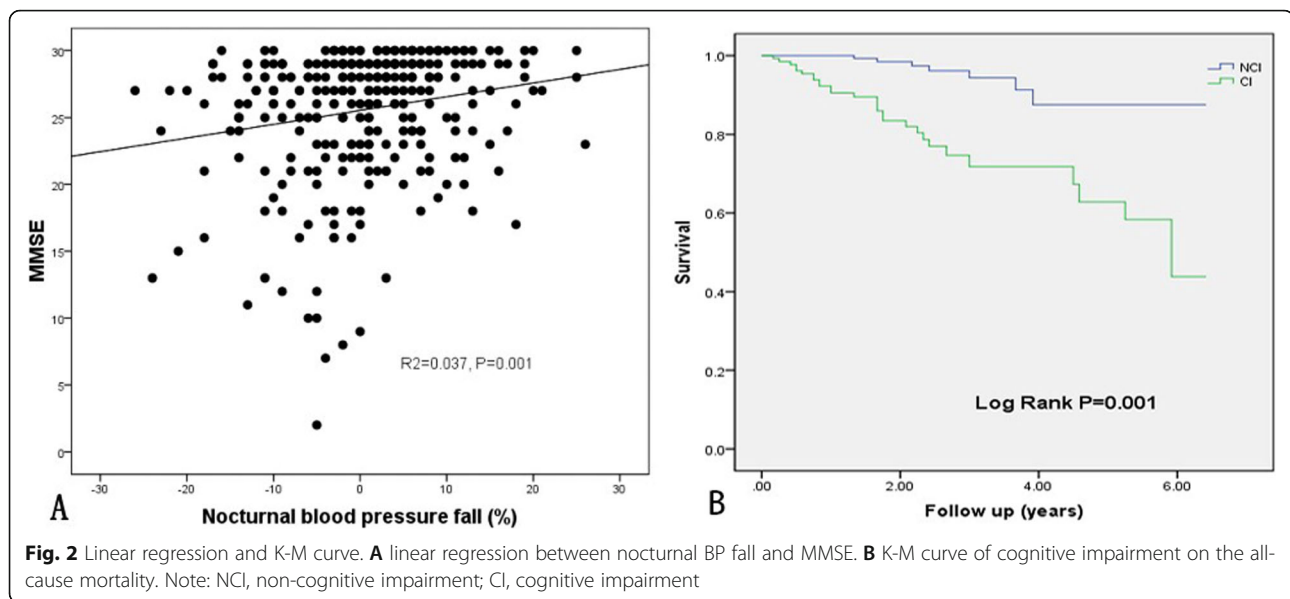 30
25
20
15
10
5
0
MMSE
R2=0.037, P=0.001
-30
-20
-10
0
10
20
30
A
Nocturnal blood pressure fall (%)
1.0
0.8
0.6
0.4
0.2
0.0
Survival
NCI
CI
Log Rank P=0.001
.00
2.00
4.00
6.00
B
Follow up (years)
Fig. 2 Linear regression and K-M curve. A linear regression between nocturnal BP fall and MMSE. B K-M curve of cognitive impairment on the all-
cause mortality. Note: NCI, non-cognitive impairment; CI, cognitive impairment